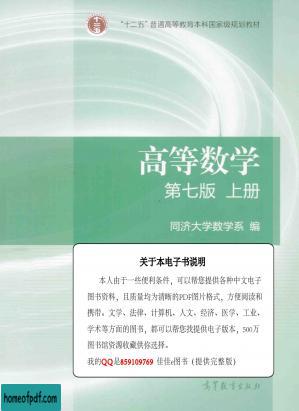 "十二五"普通高等教育本科国家级规划教材
高等数学
第七版 上册
同济大学数学系 编
关于本电子书说明
本人由于一些便利条件，可以帮您提供各种中文电子
图书资料，且质量均为清晰的PDF图片格式，方便阅读和
携带。文学、法律、计算机、人文、经济、医学、工业、
学术等方面的图书，都可以帮您找提供电子版本，500万
图书馆资源收藏供你选择。
我的QQ是859109769 佳佳e图书（提供完整版）
homeofpdf.com
高等教育出版社